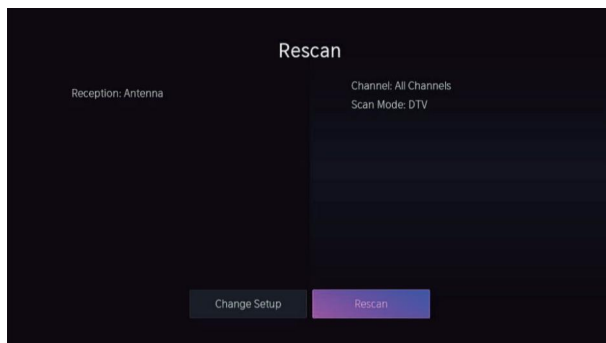 Rescan
Reception: Antenna
Channel: All Channels
Scan Mode: DTV
Change Setup
Rescan